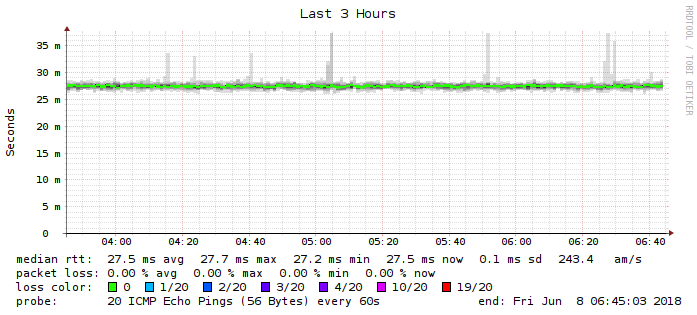 Last 3 Hours
RRDTOOL / TOBI OETIKER
Seconds
35 m
30 m
25 m
20 m
15 m
10 m
5 m
0
04:00 04:20 04:40 05:00 05:20 05:40 06:00 06:20 06:40
median rtt: 27.5 ms avg 27.7 ms max 27.2 ms min 27.5 ms now 0.1 ms sd 243.4 am/s
packet loss: 0.00 % avg 0.00 % max 0.00 % min 0.00 % now
loss color: 0 1/20 2/20 3/20 4/20 10/20 19/20
probe: 20 ICMP Echo Pings (56 Bytes) every 60s end: Fri Jun 8 06:45:03 2018